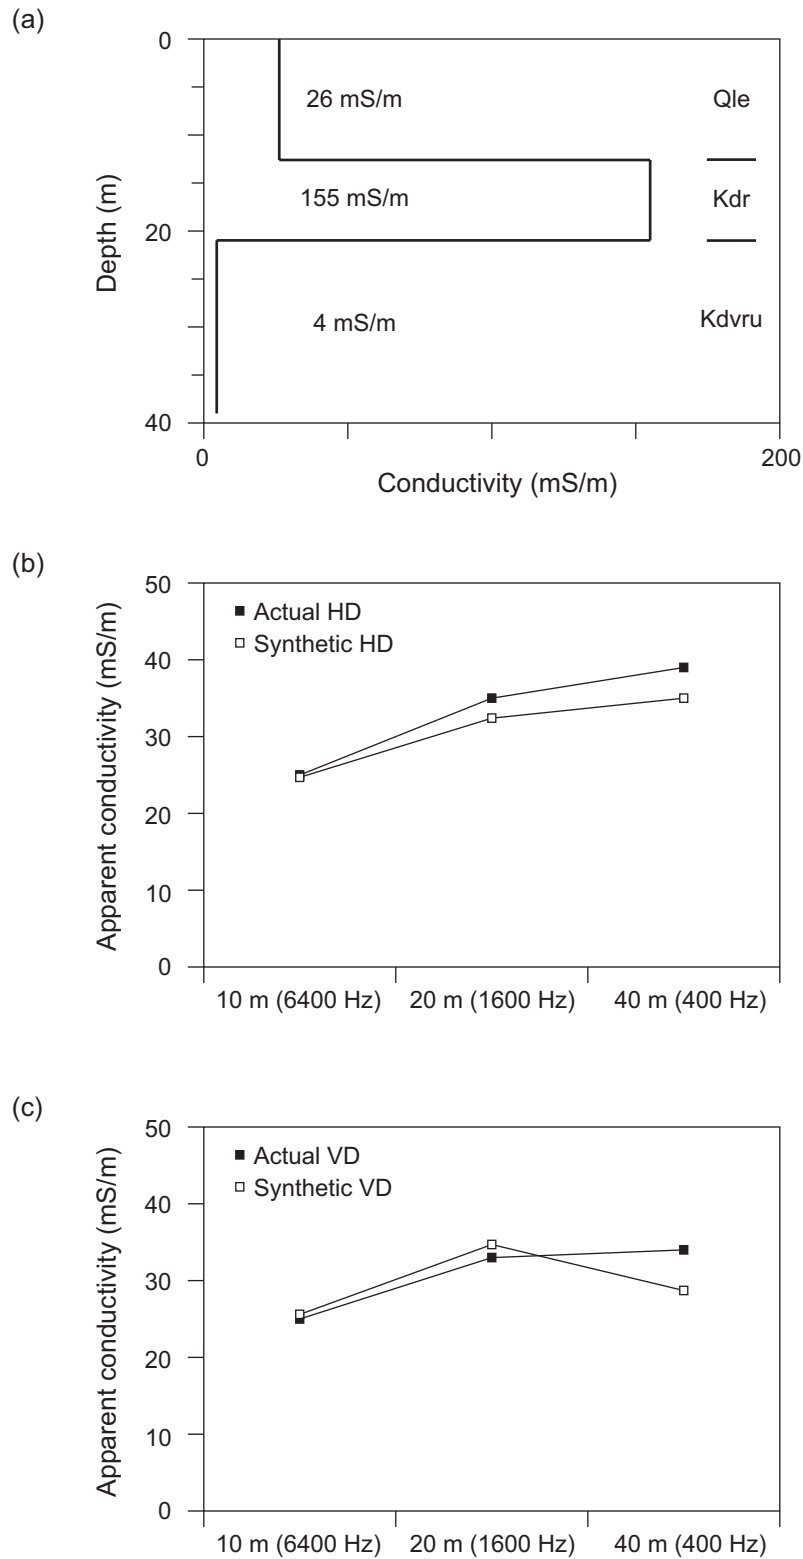 (a)
0
26 mS/m
Qle
155 mS/m
Kdr
20
4 mS/m
Kdvru
40
Depth (m)
0
200
Conductivity (mS/m)
(b)
50
Actual HD
Synthetic HD
40
30
20
10
0
Apparent conductivity (mS/m)
10 m (6400 Hz) 20 m (1600 Hz) 40 m (400 Hz)
(c)
50
Actual VD
Synthetic VD
40
30
20
10
0
Apparent conductivity (mS/m)
10 m (6400 Hz) 20 m (1600 Hz) 40 m (400 Hz)